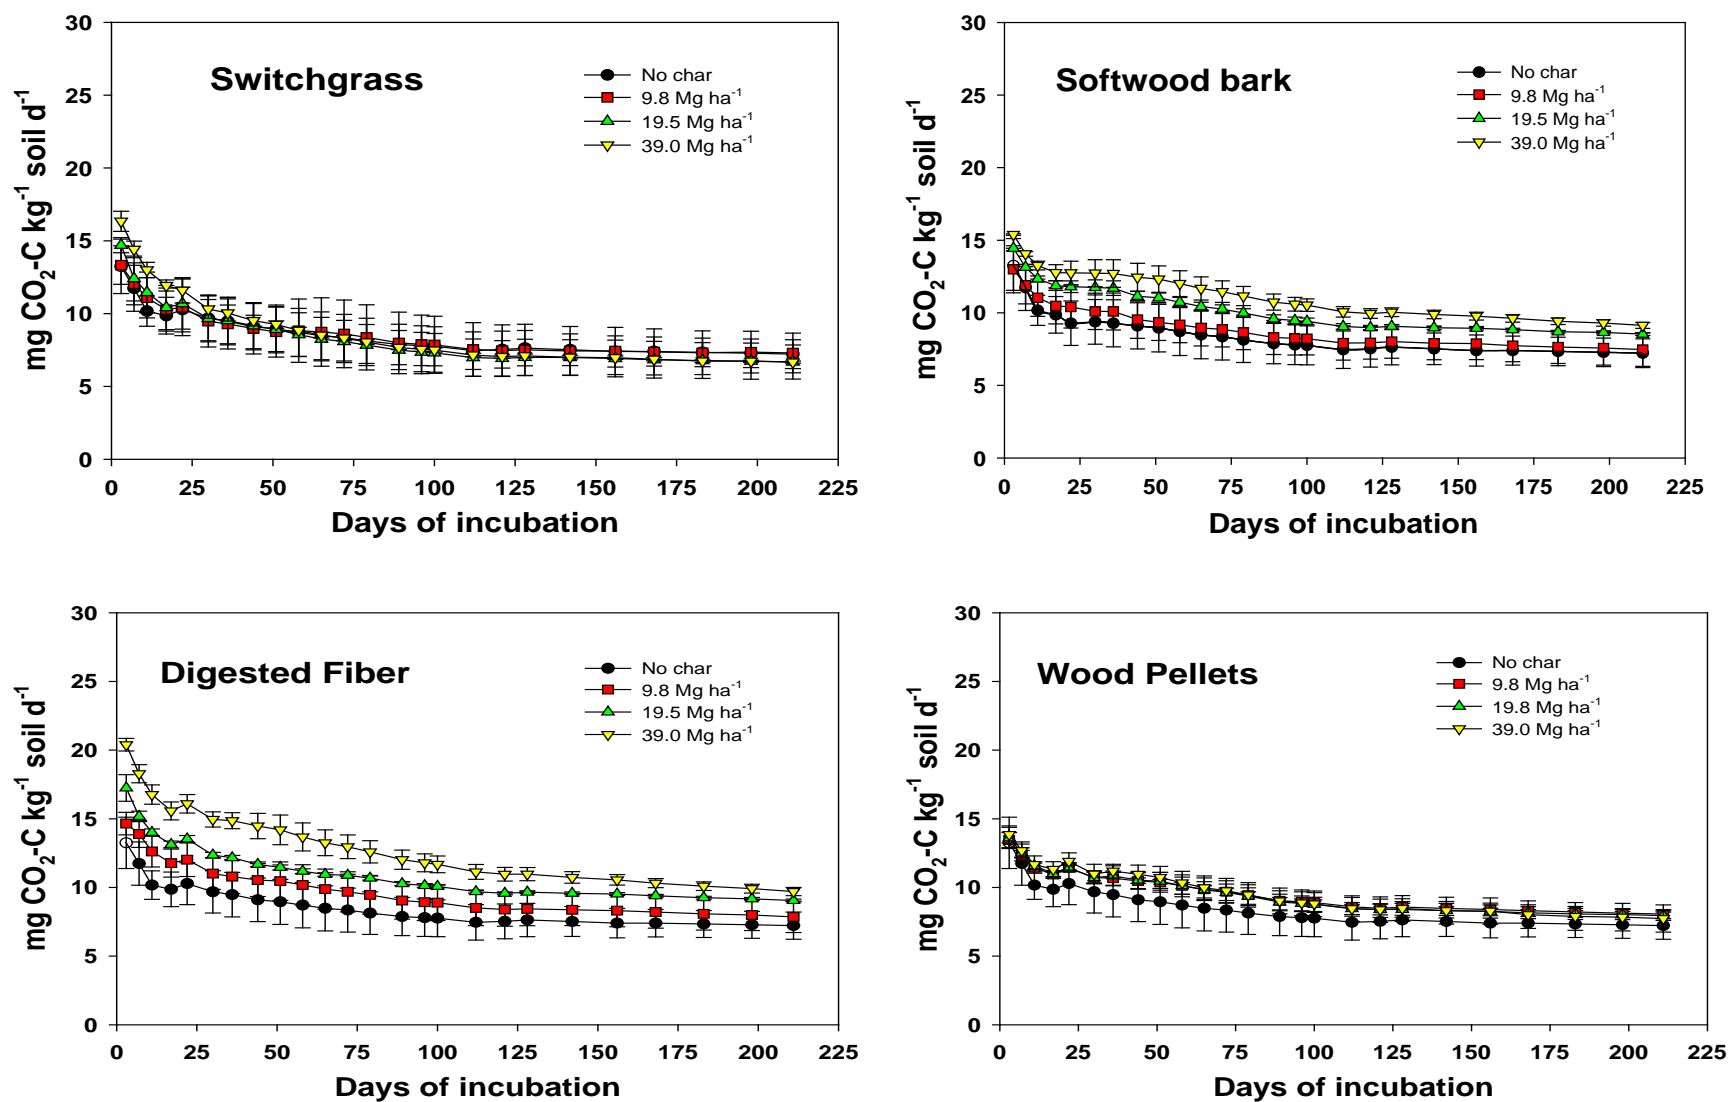 Switchgrass
No char
9.8 Mg ha⁻¹
19.5 Mg ha⁻¹
39.0 Mg ha⁻¹
mg CO₂-C kg⁻¹ soil d⁻¹
30
25
20
15
10
5
0
0 25 50 75 100 125 150 175 200 225
Days of incubation
Softwood bark
No char
9.8 Mg ha⁻¹
19.5 Mg ha⁻¹
39.0 Mg ha⁻¹
mg CO₂-C kg⁻¹ soil d⁻¹
30
25
20
15
10
5
0
0 25 50 75 100 125 150 175 200 225
Days of incubation
Digested Fiber
No char
9.8 Mg ha⁻¹
19.5 Mg ha⁻¹
39.0 Mg ha⁻¹
mg CO₂-C kg⁻¹ soil d⁻¹
30
25
20
15
10
5
0
0 25 50 75 100 125 150 175 200 225
Days of incubation
Wood Pellets
No char
9.8 Mg ha⁻¹
19.8 Mg ha⁻¹
39.0 Mg ha⁻¹
mg CO₂-C kg⁻¹ soil d⁻¹
30
25
20
15
10
5
0
0 25 50 75 100 125 150 175 200 225
Days of incubation